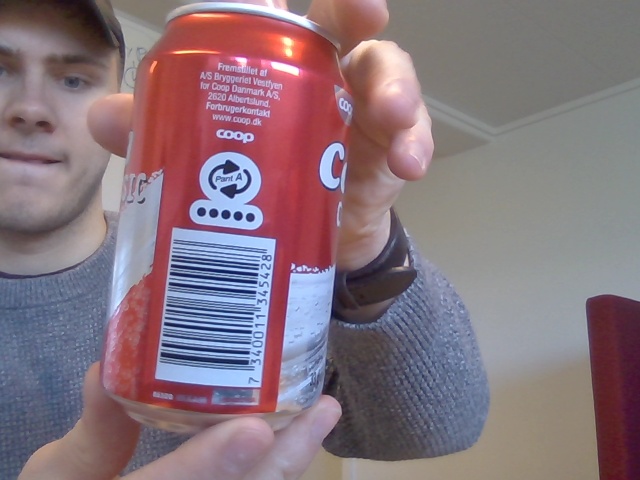 Fremstillet af
A/S Bryggeriet Vestfyen
for Coop Danmark A/S,
2620 Albertslund.
Forbrugerkontakt
www.coop.dk
coop
Pant A
7 340011 345428